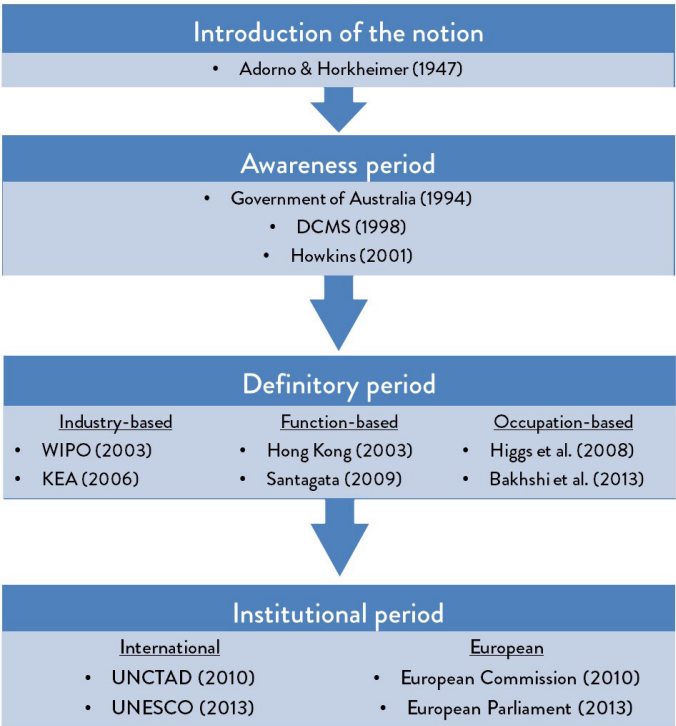 Introduction of the notion
• Adorno & Horkheimer (1947)
Awareness period
• Government of Australia (1994)
• DCMS (1998)
• Howkins (2001)
Definitory period
Industry-based
• WIPO (2003)
• KEA (2006)
Function-based
• Hong Kong (2003)
• Santagata (2009)
Occupation-based
• Higgs et al. (2008)
• Bakhshi et al. (2013)
Institutional period
International
• UNCTAD (2010)
• UNESCO (2013)
European
• European Commission (2010)
• European Parliament (2013)